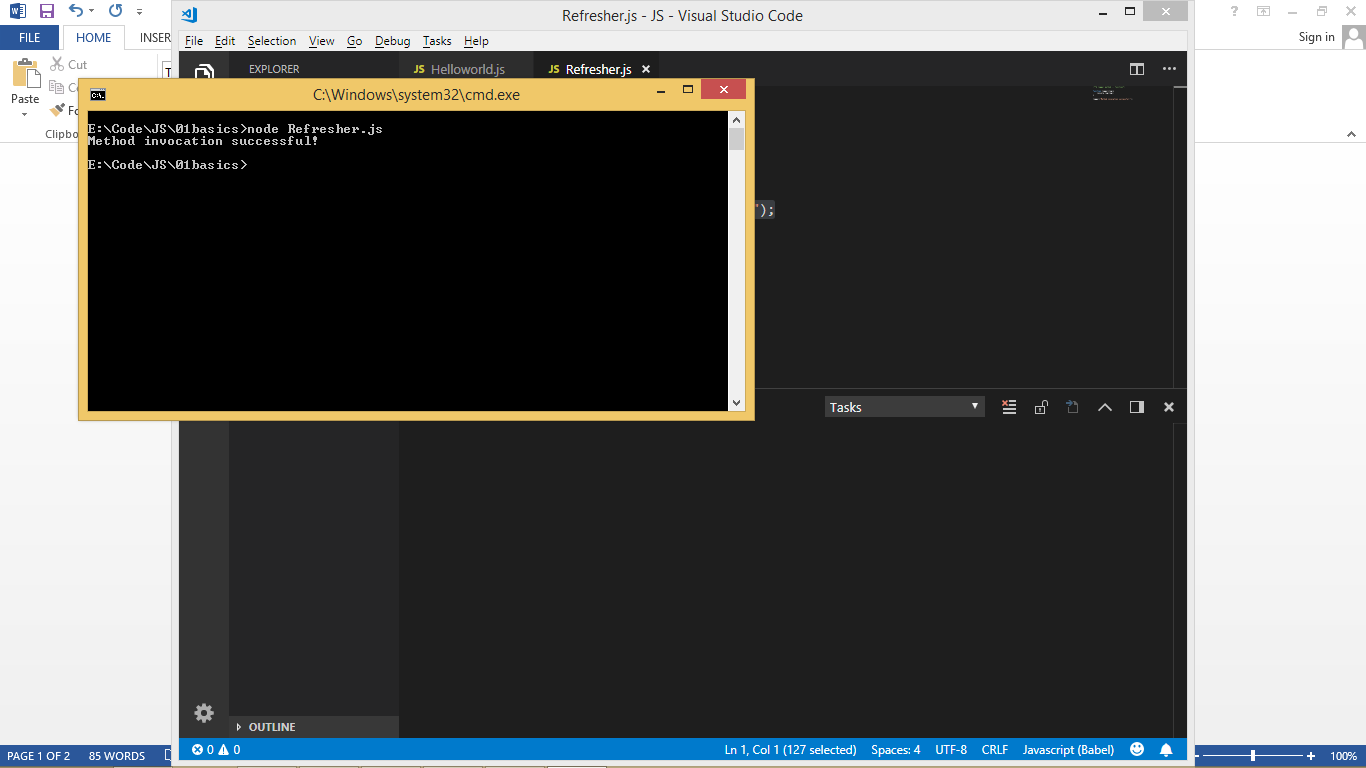 Refresher.js - JS - Visual Studio Code
FILE HOME INSER
Sign in
File Edit Selection View Go Debug Tasks Help
Cut
Paste
Clipbo
EXPLORER
JS Helloworld.js
JS Refresher.js
C:\Windows\system32\cmd.exe
E:\Code\JS\01basics>node Refresher.js
Method invocation successful!
E:\Code\JS\01basics>
");
Tasks
OUTLINE
0 0
Ln 1, Col 1 (127 selected) Spaces: 4 UTF-8 CRLF Javascript (Babel)
PAGE 1 OF 2 85 WORDS
100%